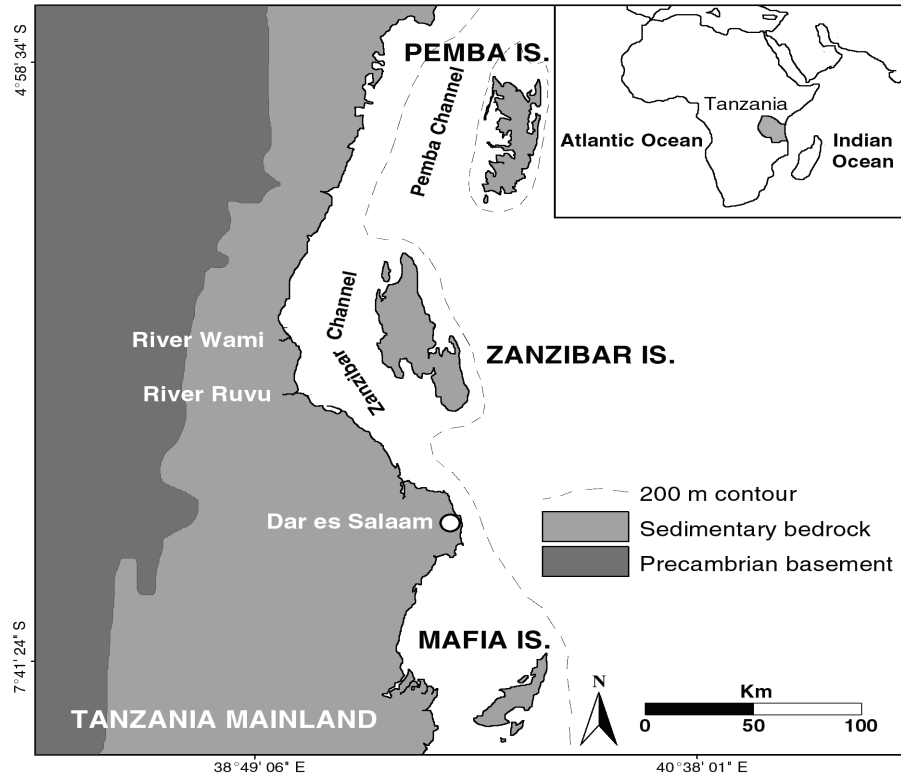 4°58' 34" S
PEMBA IS.
Pemba Channel
Tanzania
Atlantic Ocean
Indian
Ocean
Zanzibar Channel
River Wami
ZANZIBAR IS.
River Ruvu
200 m contour
Dar es Salaam
Sedimentary bedrock
Precambrian basement
7°41' 24" S
MAFIA IS.
N
Km
0 50 100
TANZANIA MAINLAND
38°49' 06" E
40°38' 01" E